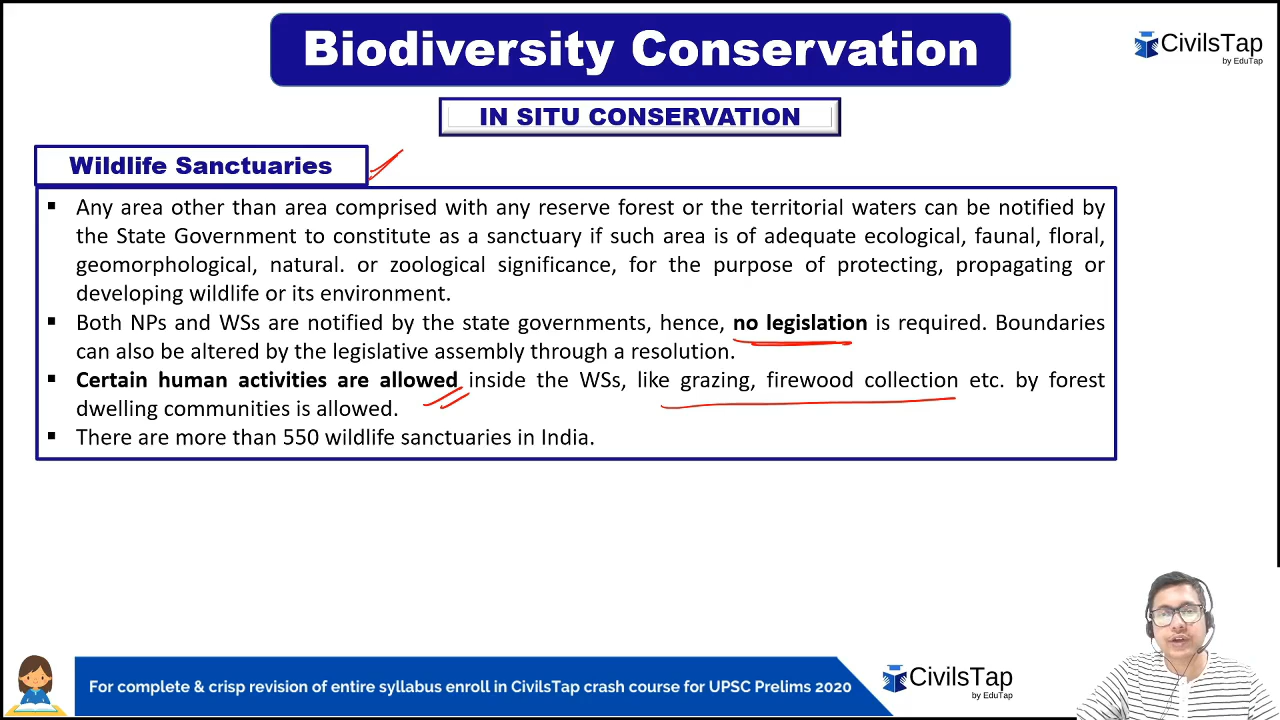 Biodiversity Conservation
CivilsTap
by EduTap
IN SITU CONSERVATION
Wildlife Sanctuaries
▪ Any area other than area comprised with any reserve forest or the territorial waters can be notified by
the State Government to constitute as a sanctuary if such area is of adequate ecological, faunal, floral,
geomorphological, natural. or zoological significance, for the purpose of protecting, propagating or
developing wildlife or its environment.
▪ Both NPs and WSs are notified by the state governments, hence, no legislation is required. Boundaries
can also be altered by the legislative assembly through a resolution.
▪ Certain human activities are allowed inside the WSs, like grazing, firewood collection etc. by forest
dwelling communities is allowed.
▪ There are more than 550 wildlife sanctuaries in India.
For complete & crisp revision of entire syllabus enroll in CivilsTap crash course for UPSC Prelims 2020
CivilsTap
by EduTap